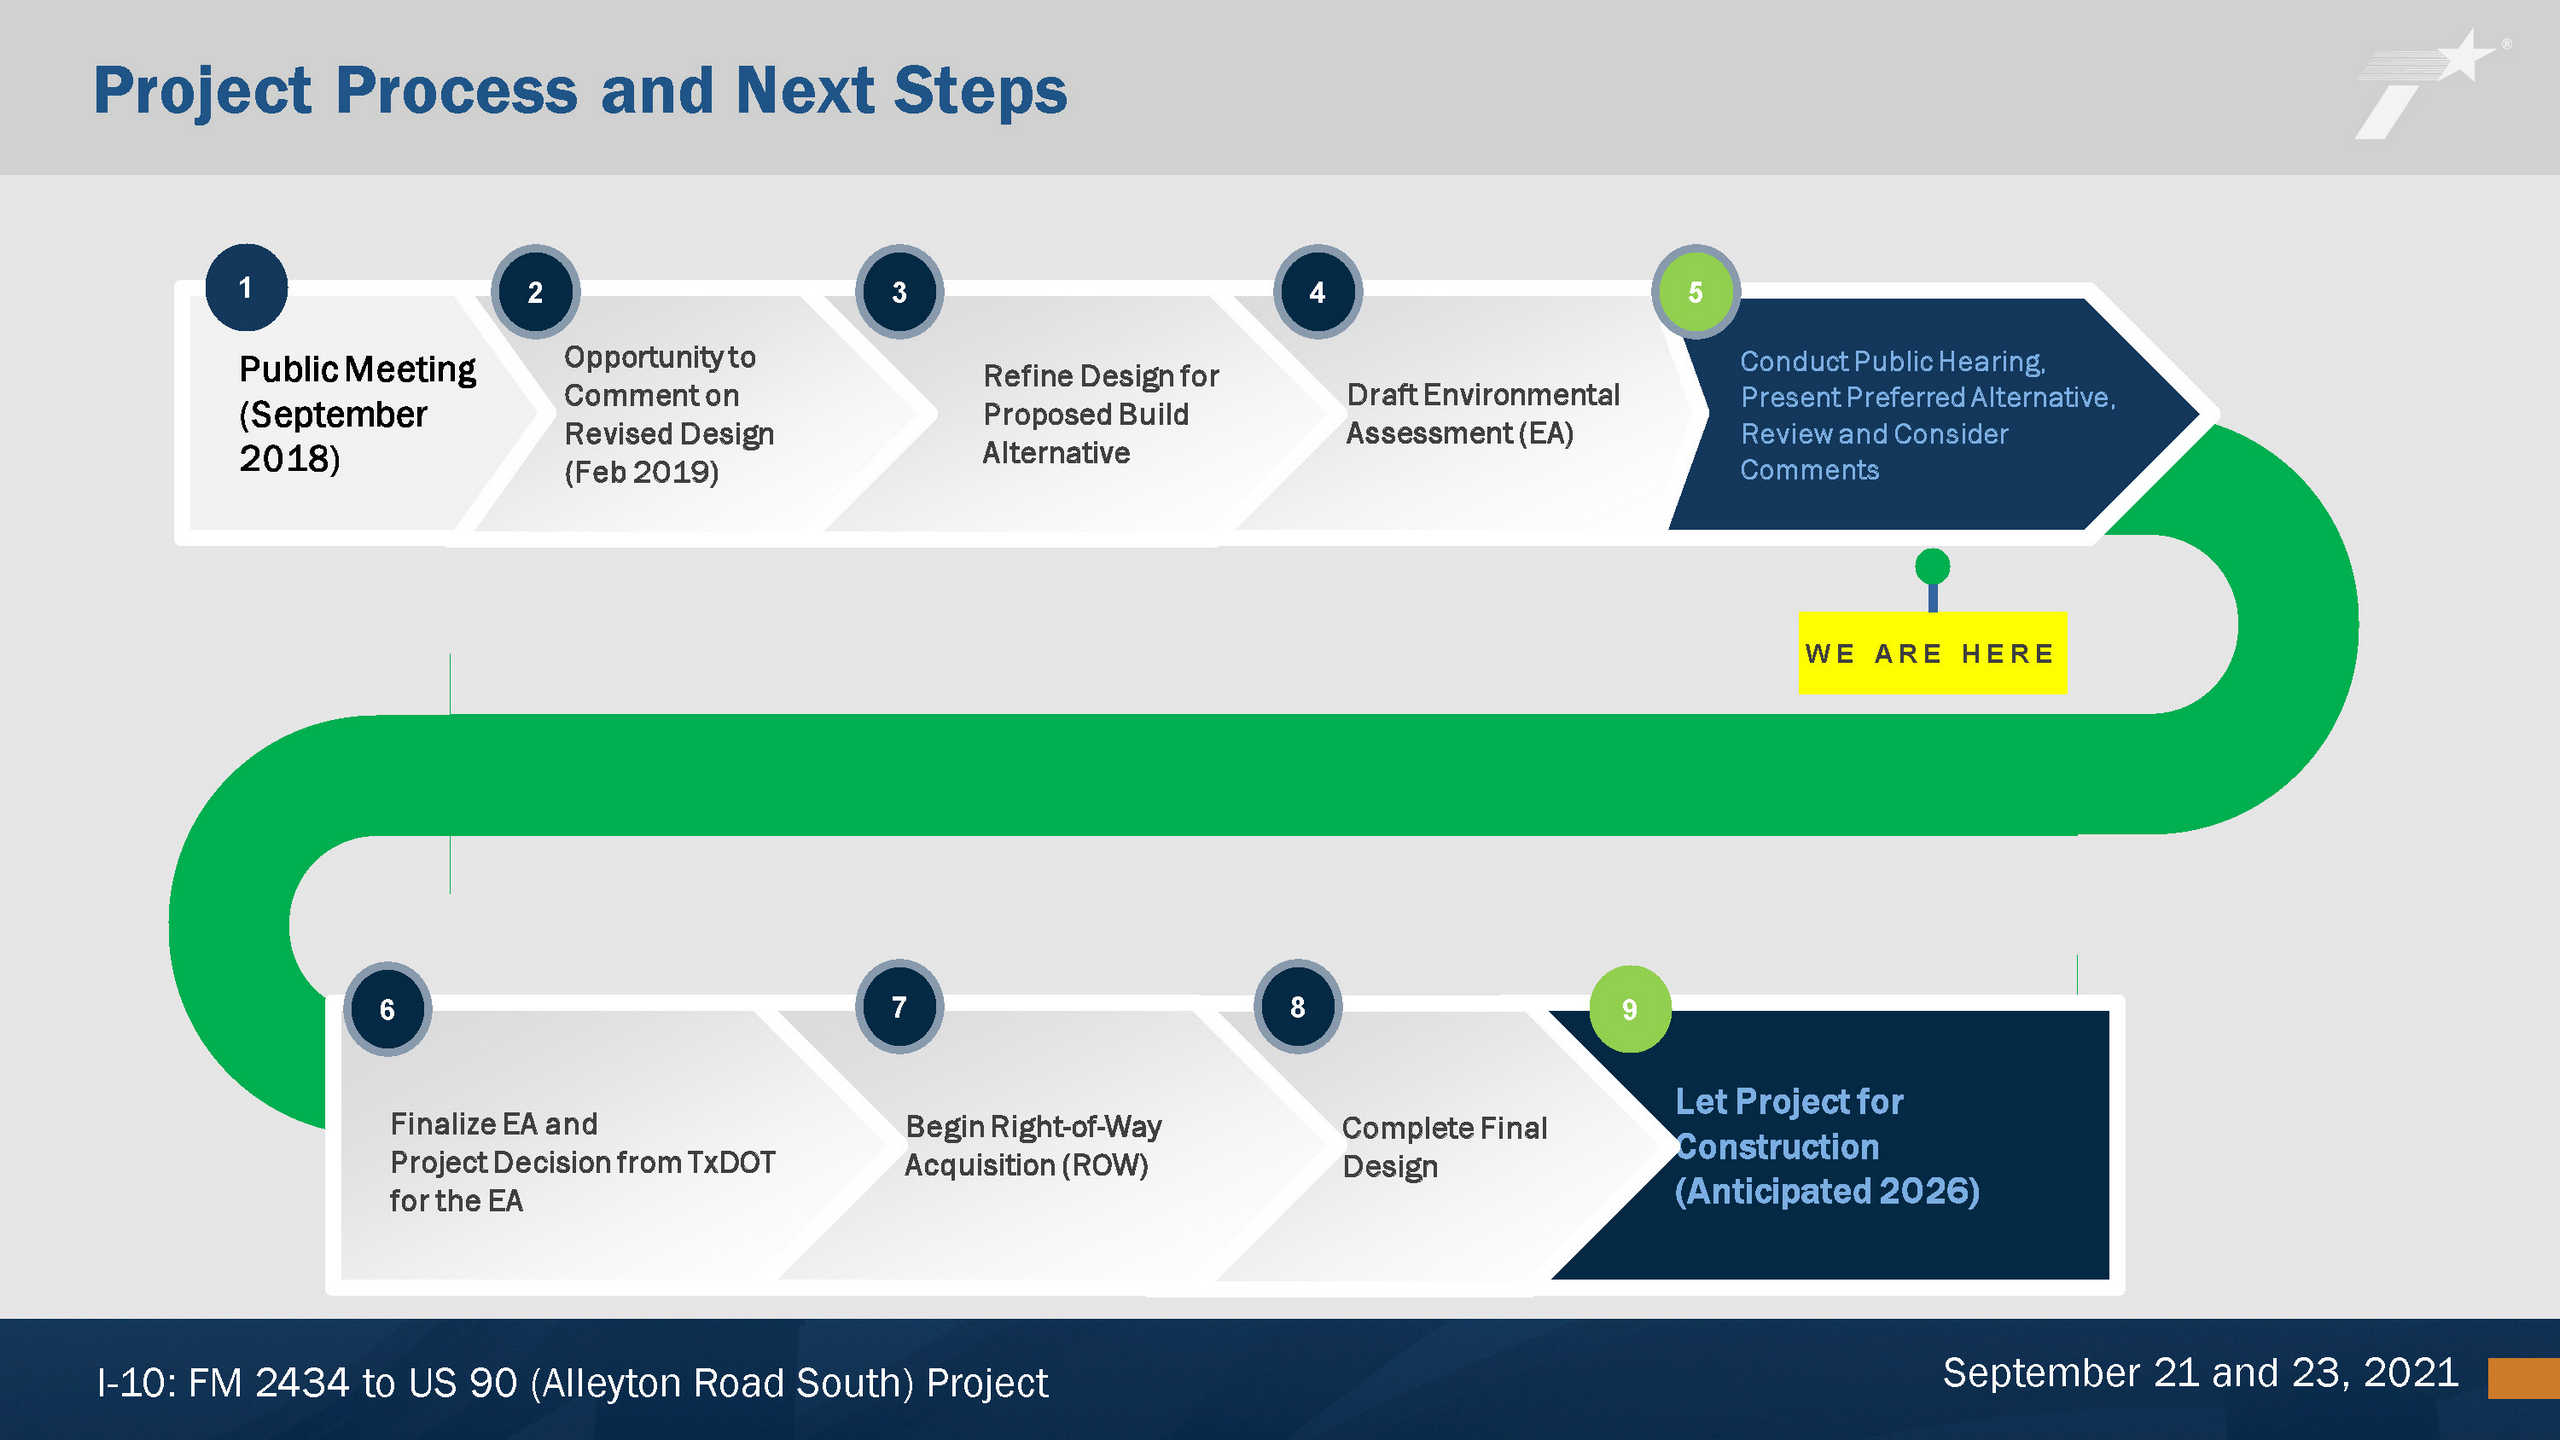 Project Process and Next Steps
®
1
Public Meeting
(September
2018)
2
Opportunity to
Comment on
Revised Design
(Feb 2019)
3
Refine Design for
Proposed Build
Alternative
4
Draft Environmental
Assessment (EA)
5
Conduct Public Hearing,
Present Preferred Alternative,
Review and Consider
Comments
WE ARE HERE
6
Finalize EA and
Project Decision from TxDOT
for the EA
7
Begin Right-of-Way
Acquisition (ROW)
8
Complete Final
Design
9
Let Project for
Construction
(Anticipated 2026)
I-10: FM 2434 to US 90 (Alleyton Road South) Project
September 21 and 23, 2021